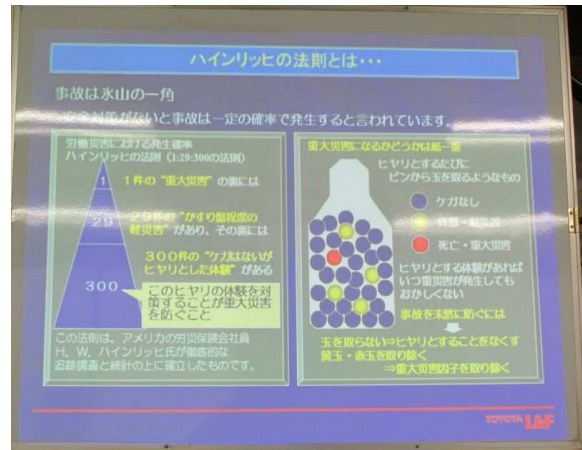 ハインリッヒの法則とは・・・
事故は氷山の一角
安全対策がないと事故は一定の確率で発生すると言われています。
労働災害における発生確率
ハインリッヒの法則（1:29:300の法則）
1
1件の“重大災害”の裏には
29
29件の“かすり傷程度の
軽災害”があり、その裏には
300件の“ケガはないが
ヒヤリとした体験”がある
300
このヒヤリの体験を対
策することが重大災害
を防ぐこと
この法則は、アメリカの労災保険会社員
H、W、ハインリッヒ氏が徹底的な
追跡調査と統計の上に確立したものです。
重大災害になるかどうかは紙一重
ヒヤリとするたびに
ビンから玉を取るようなもの
ケガなし
軽災害
死亡・重大災害
ヒヤリとする体験があれば
いつ重災害が発生しても
おかしくない
事故を未然に防ぐには
玉を取らない⇒ヒヤリとすることをなくす
黄玉・赤玉を取り除く
⇒重大災害因子を取り除く
TOYOTA L&F